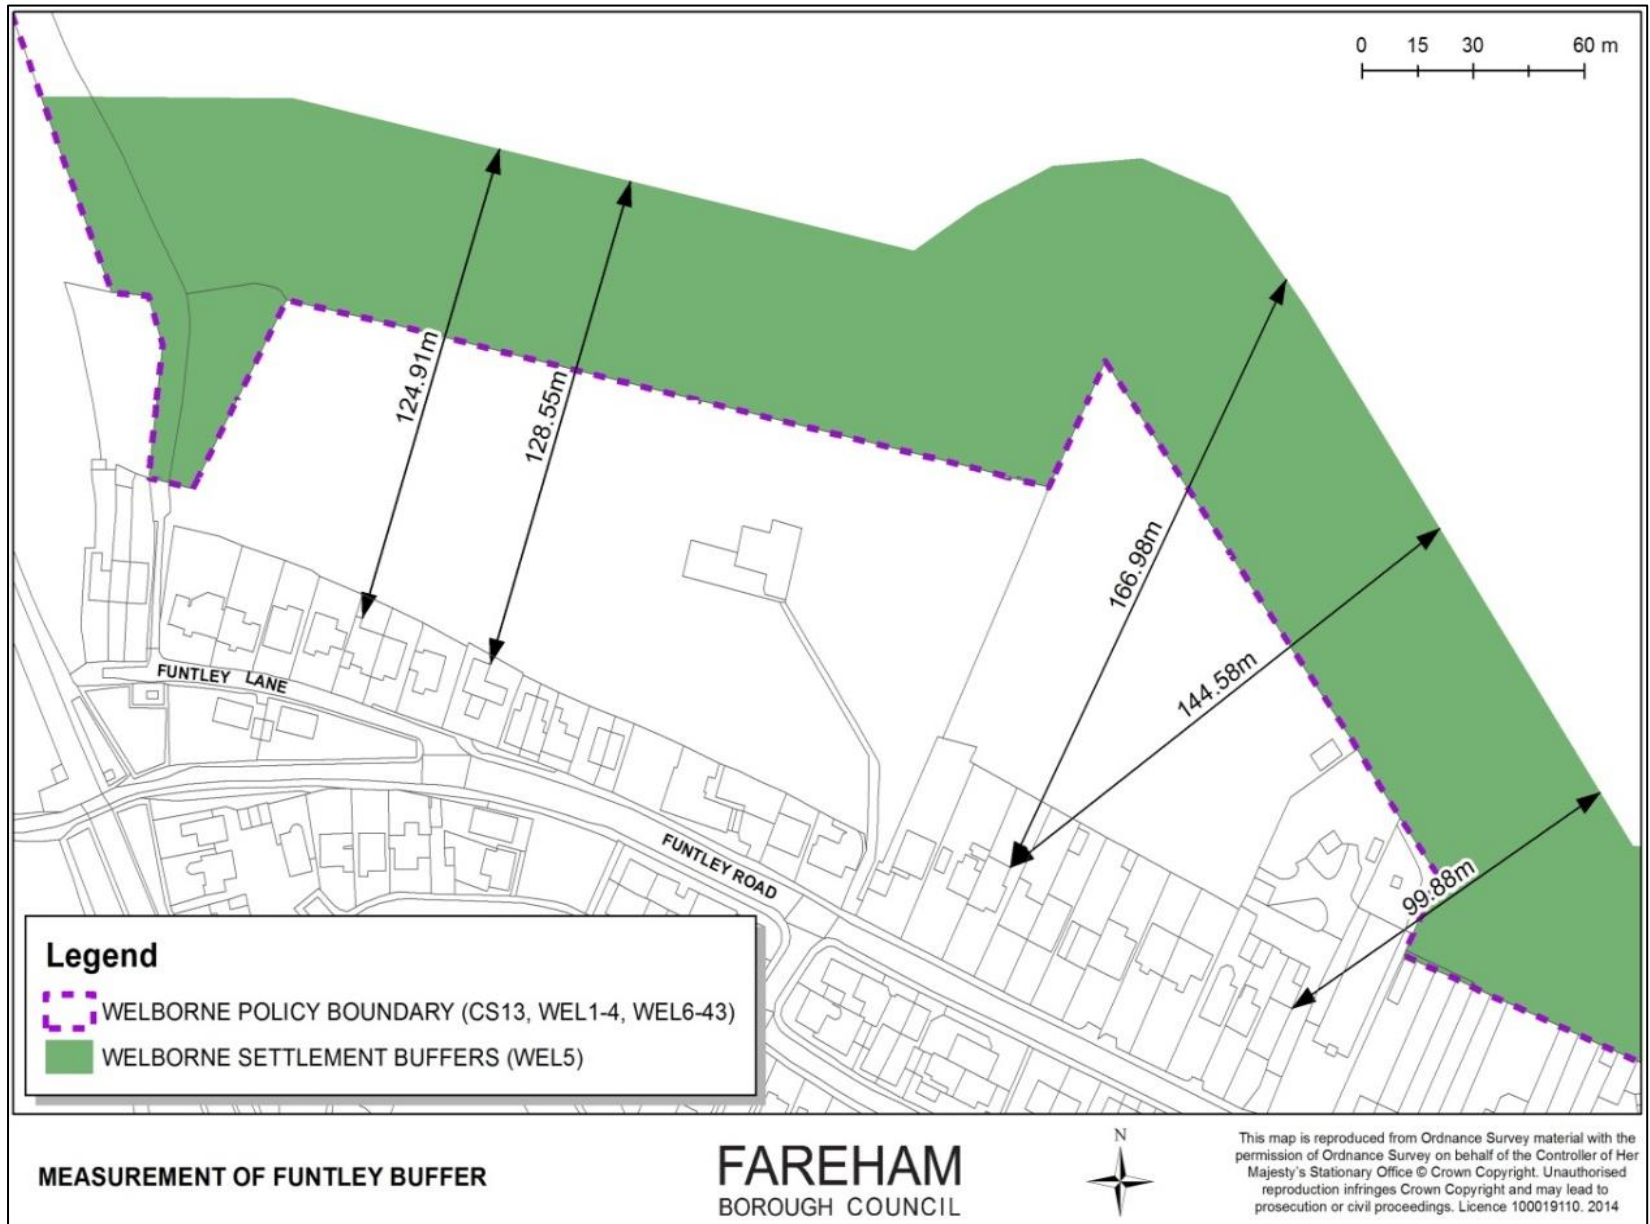 0 15 30 60 m
124.91m
128.55m
166.98m
144.58m
99.88m
FUNTLEY LANE
FUNTLEY ROAD
Legend
WELBORNE POLICY BOUNDARY (CS13, WEL1-4, WEL6-43)
WELBORNE SETTLEMENT BUFFERS (WEL5)
MEASUREMENT OF FUNTLEY BUFFER
FAREHAM
BOROUGH COUNCIL
N
This map is reproduced from Ordnance Survey material with the
permission of Ordnance Survey on behalf of the Controller of Her
Majesty's Stationary Office © Crown Copyright. Unauthorised
reproduction infringes Crown Copyright and may lead to
prosecution or civil proceedings. Licence 100019110. 2014